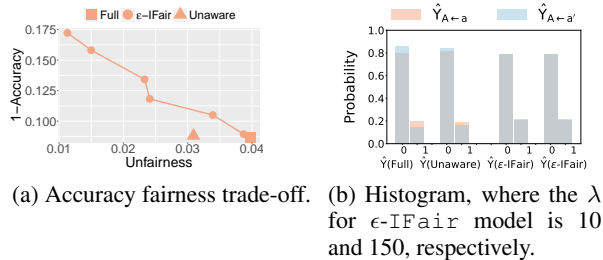 Full ε–IFair Unaware
0.175
0.150
0.125
0.100
1−Accuracy
0.01 0.02 0.03 0.04
Unfairness
(a) Accuracy fairness trade-off.
Ŷ_{A←a} Ŷ_{A←a′}
1.0
0.8
0.6
0.4
0.2
0.0
Probability
0 1 0 1 0 1 0 1
Ŷ(Full) Ŷ(Unaware) Ŷ(ε-IFair) Ŷ(ε-IFair)
(b) Histogram, where the λ
for ϵ-IFair model is 10
and 150, respectively.